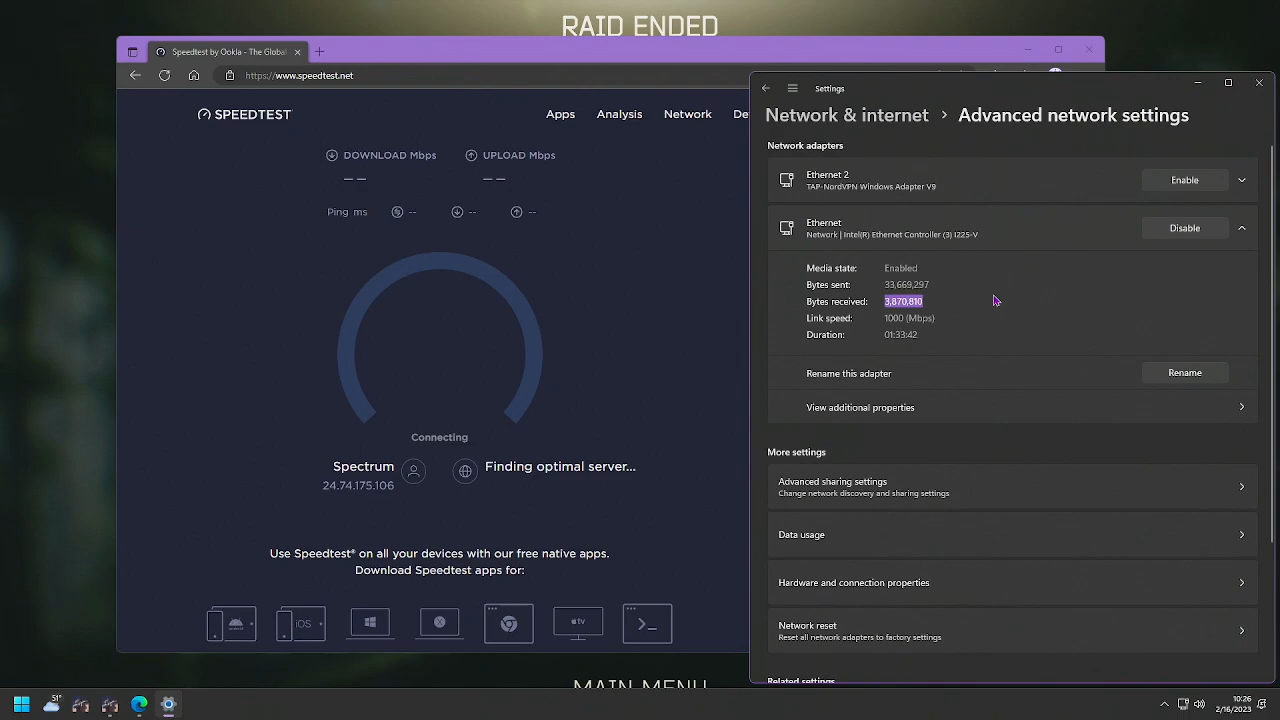 RAID ENDED
Speedtest by Ookla - The Global
https://www.speedtest.net
SPEEDTEST
Apps
Analysis
Network
De
DOWNLOAD Mbps
UPLOAD Mbps
— —
— —
Ping ms
--
--
--
Connecting
Spectrum
24.74.175.106
Finding optimal server...
Use Speedtest® on all your devices with our free native apps.
Download Speedtest apps for:
iOS
tv
Settings
Network & internet > Advanced network settings
Network adapters
Ethernet 2
TAP-NordVPN Windows Adapter V9
Enable
Ethernet
Network | Intel(R) Ethernet Controller (3) I225-V
Disable
Media state: Enabled
Bytes sent: 33,669,297
Bytes received: 3,870,810
Link speed: 1000 (Mbps)
Duration: 01:33:42
Rename this adapter
Rename
View additional properties
More settings
Advanced sharing settings
Change network discovery and sharing settings
Data usage
Hardware and connection properties
Network reset
Reset all network adapters to factory settings
Related settings
MAIN MENU
51°
10:26
2/16/2023